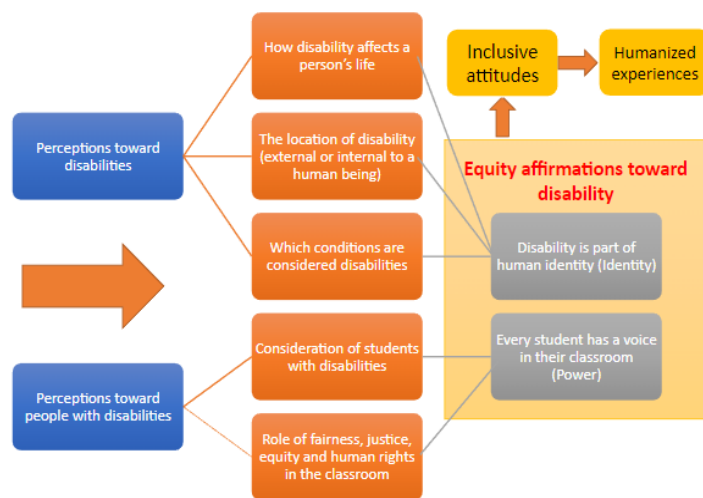 How disability affects a
person's life
Inclusive
attitudes
Humanized
experiences
Perceptions toward
disabilities
The location of disability
(external or internal to a
human being)
Equity affirmations toward
disability
Which conditions are
considered disabilities
Disability is part of
human identity (Identity)
Consideration of students
with disabilities
Every student has a voice
in their classroom
(Power)
Perceptions toward
people with disabilities
Role of fairness, justice,
equity and human rights
in the classroom